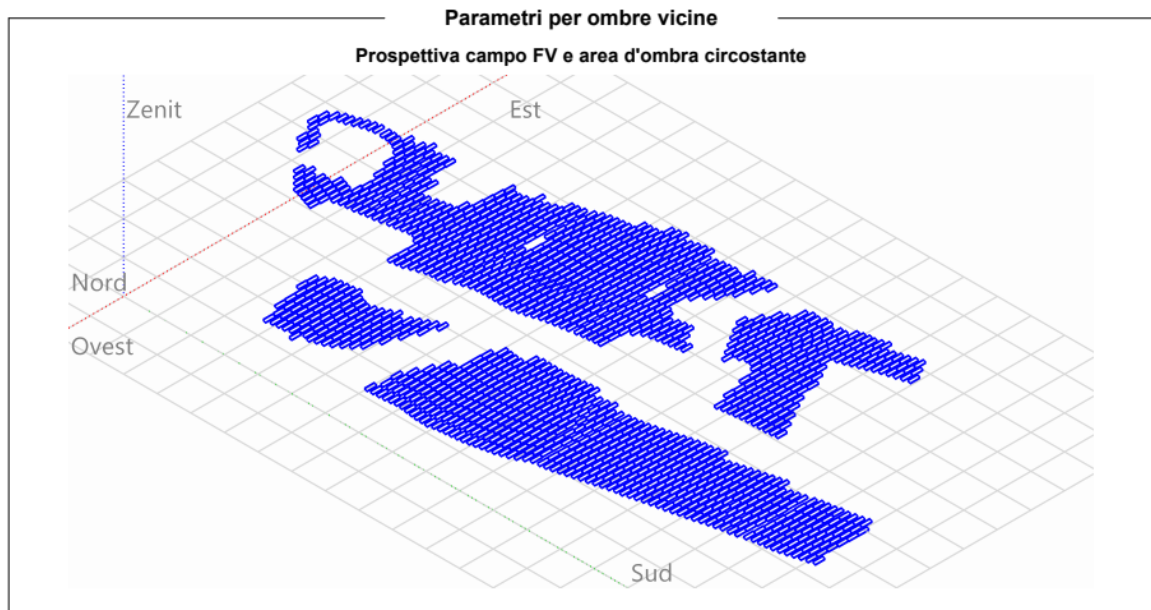 Parametri per ombre vicine
Prospettiva campo FV e area d'ombra circostante
Zenit
Est
Nord
Ovest
Sud